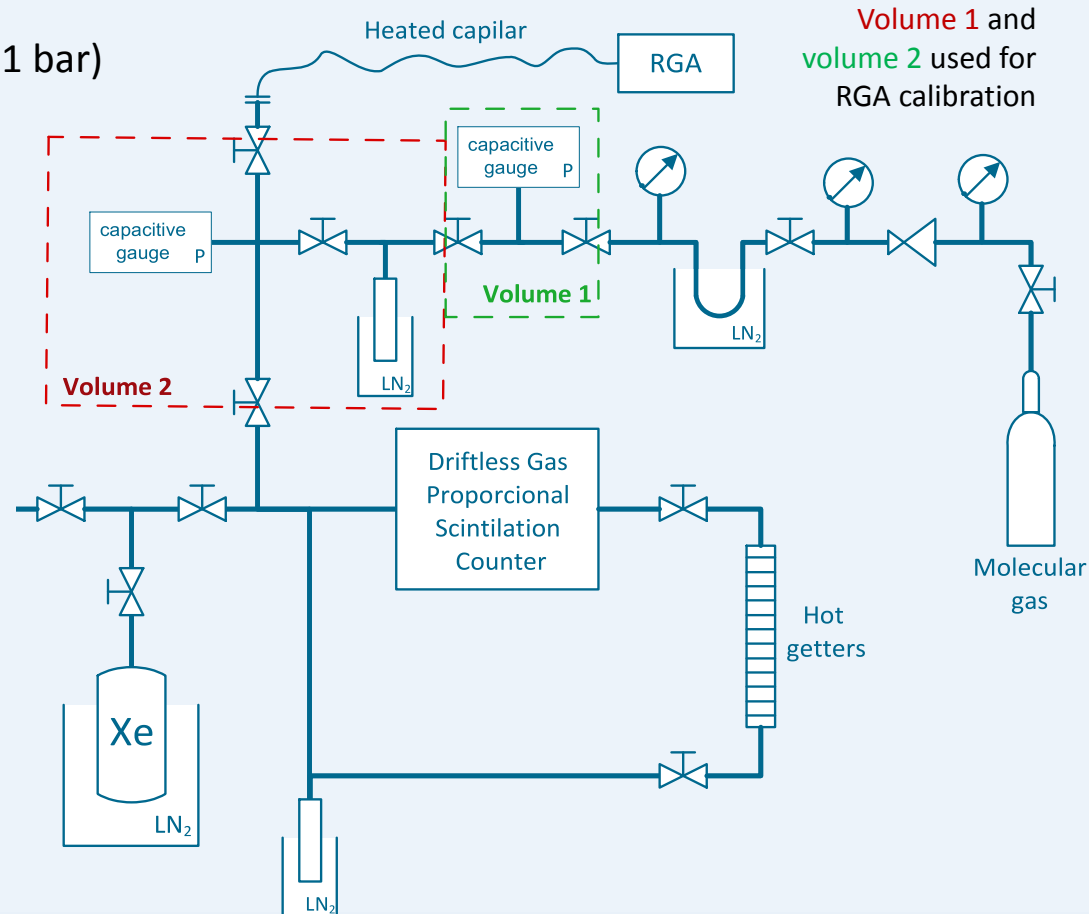 1 bar)
Heated capilar
RGA
Volume 1 and
volume 2 used for
RGA calibration
capacitive
gauge P
capacitive
gauge P
Volume 1
LN2
LN2
Volume 2
Driftless Gas
Proporcional
Scintilation
Counter
Molecular
gas
Hot
getters
Xe
LN2
LN2